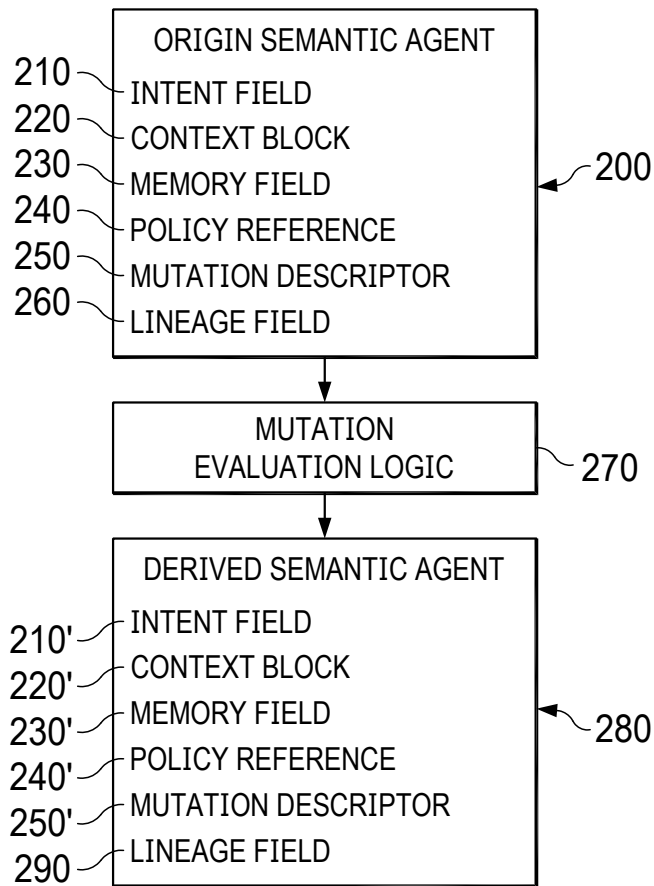 ORIGIN SEMANTIC AGENT
210 INTENT FIELD
220 CONTEXT BLOCK
230 MEMORY FIELD
200
240 POLICY REFERENCE
250 MUTATION DESCRIPTOR
260 LINEAGE FIELD
MUTATION
EVALUATION LOGIC
270
DERIVED SEMANTIC AGENT
210' INTENT FIELD
220' CONTEXT BLOCK
230' MEMORY FIELD
280
240' POLICY REFERENCE
250' MUTATION DESCRIPTOR
290 LINEAGE FIELD